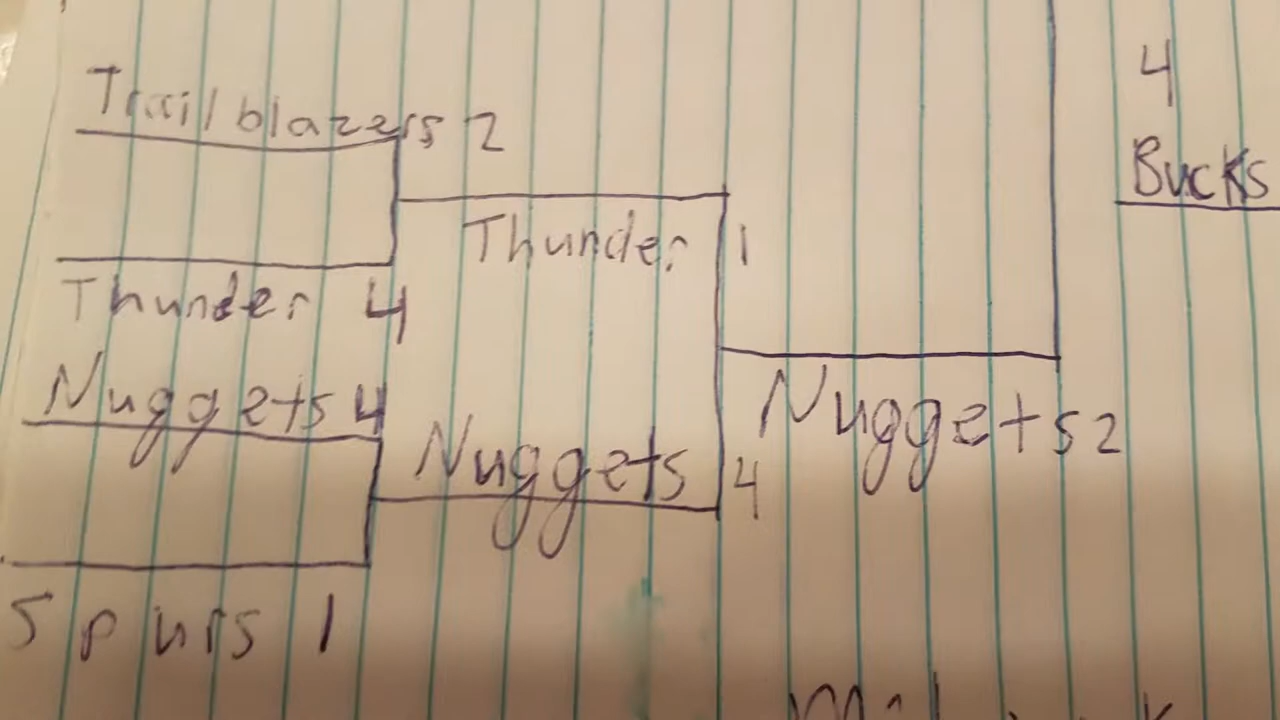 4
Bucks
Trailblazers 2
Thunder 1
Thunder 4
Nuggets 4
Nuggets 4
Nuggets 2
Spurs 1